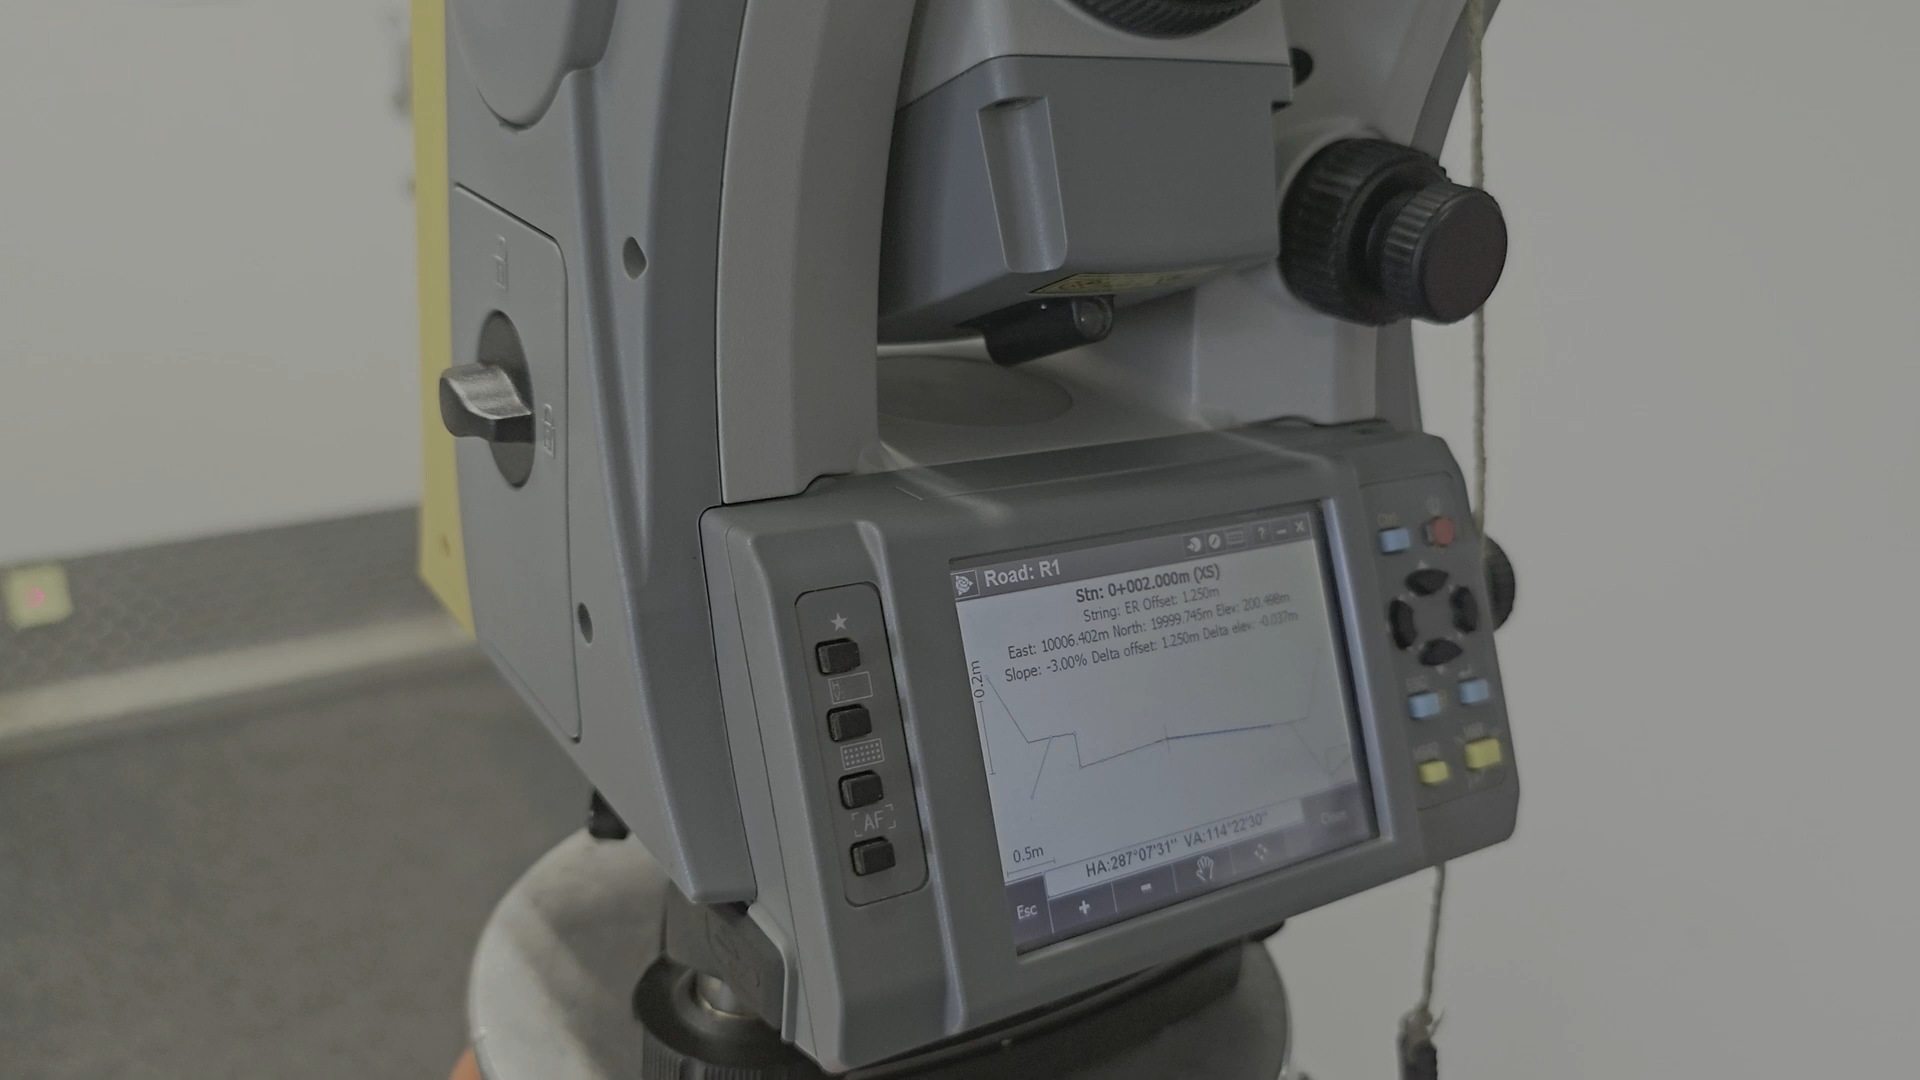 Road: R1
? — X
Stn: 0+002.000m (XS)
String: ER Offset: 1.250m
East: 10006.402m North: 19999.745m Elev: 200.498m
Slope: -3.00% Delta offset: 1.250m Delta elev: -0.037m
0.2m
0.5m
HA:287°07'31" VA:114°22'30"
Esc + -
AF